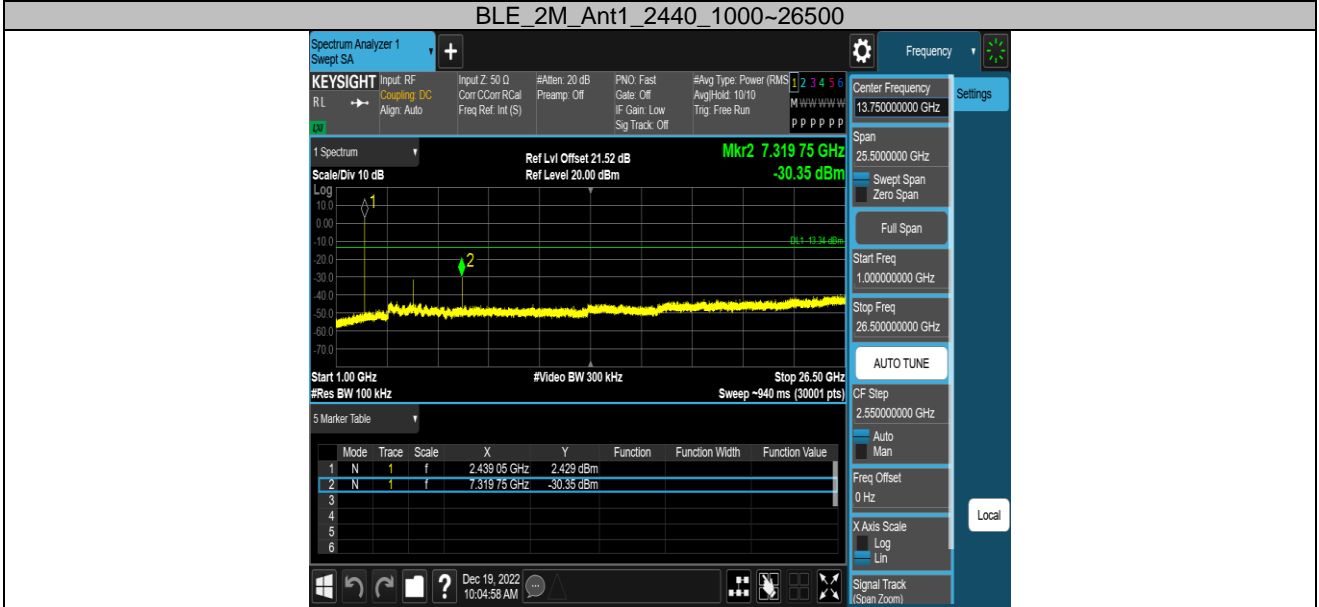 BLE_2M_Ant1_2440_1000~26500
Spectrum Analyzer 1
Swept SA
+
Frequency
KEYSIGHT
RL
LXI
Input: RF
Coupling: DC
Align: Auto
Input Z: 50 Ω
Corr CCorr RCal
Freq Ref: Int (S)
#Atten: 20 dB
Preamp: Off
PNO: Fast
Gate: Off
IF Gain: Low
Sig Track: Off
#Avg Type: Power (RMS
Avg|Hold: 10/10
Trig: Free Run
1 2 3 4 5 6
M W W W W W
P P P P P P
Center Frequency
13.750000000 GHz
Settings
Span
25.5000000 GHz
Swept Span
Zero Span
Full Span
Start Freq
1.000000000 GHz
Stop Freq
26.500000000 GHz
AUTO TUNE
CF Step
2.550000000 GHz
Auto
Man
Freq Offset
0 Hz
X Axis Scale
Log
Lin
Signal Track
(Span Zoom)
Local
1 Spectrum
Scale/Div 10 dB
Ref Lvl Offset 21.52 dB
Ref Level 20.00 dBm
Mkr2 7.319 75 GHz
-30.35 dBm
Log
10.0
0.00
-10.0
-20.0
-30.0
-40.0
-50.0
-60.0
-70.0
1
2
DL1 -13.34 dBm
Start 1.00 GHz
#Video BW 300 kHz
Stop 26.50 GHz
#Res BW 100 kHz
Sweep ~940 ms (30001 pts)
5 Marker Table
Mode Trace Scale X Y Function Function Width Function Value
1 N 1 f 2.439 05 GHz 2.429 dBm
2 N 1 f 7.319 75 GHz -30.35 dBm
3
4
5
6
?
Dec 19, 2022
10:04:58 AM